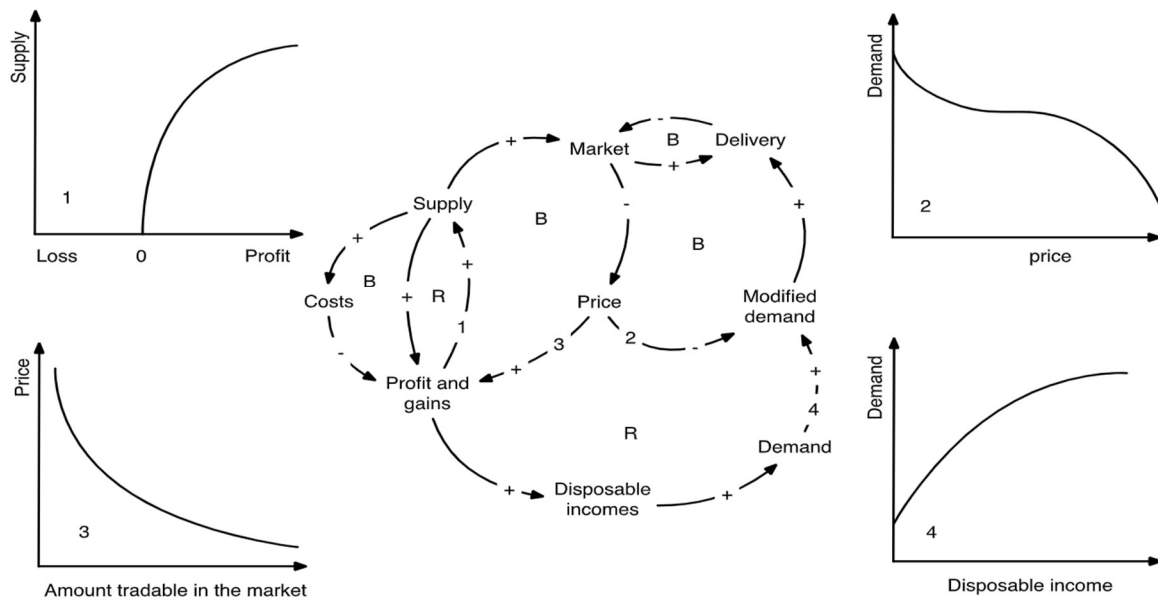 Supply
1
Loss
0
Profit
Demand
2
price
Price
3
Amount tradable in the market
Demand
4
Disposable income
+
Market
-
B
+
Delivery
Supply
+
B
-
+
+
B
B
Costs
+
R
Price
Modified
demand
1
2
-
-
3
+
+
Profit and
gains
4
R
Demand
+
Disposable
incomes
+